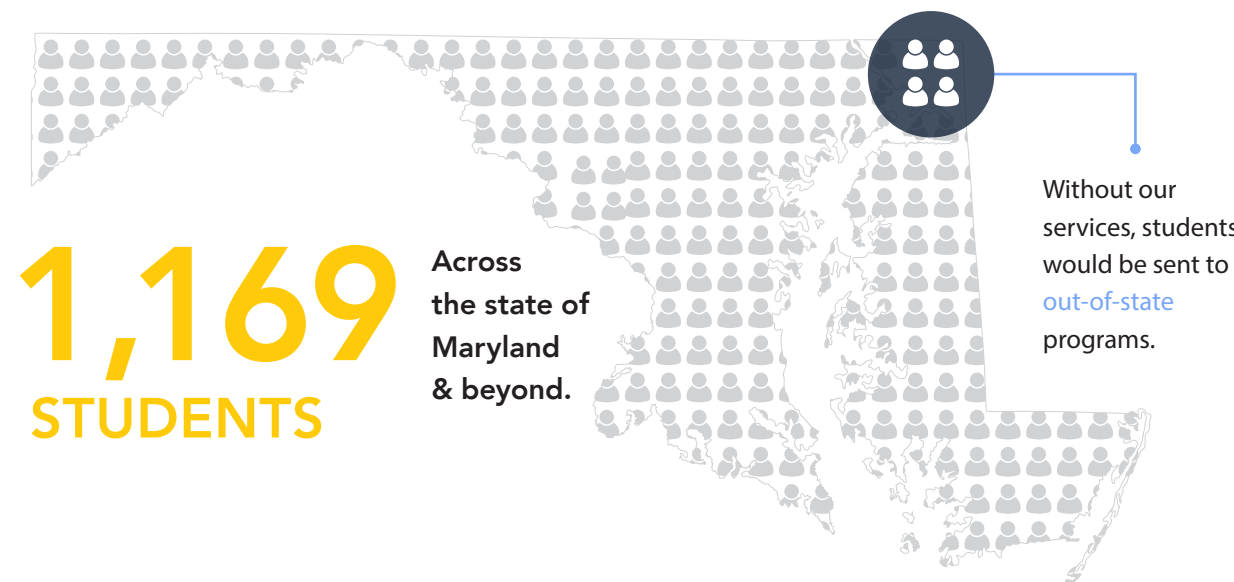 1,169
STUDENTS
Across
the state of
Maryland
& beyond.
Without our
services, students
would be sent to
out-of-state
programs.